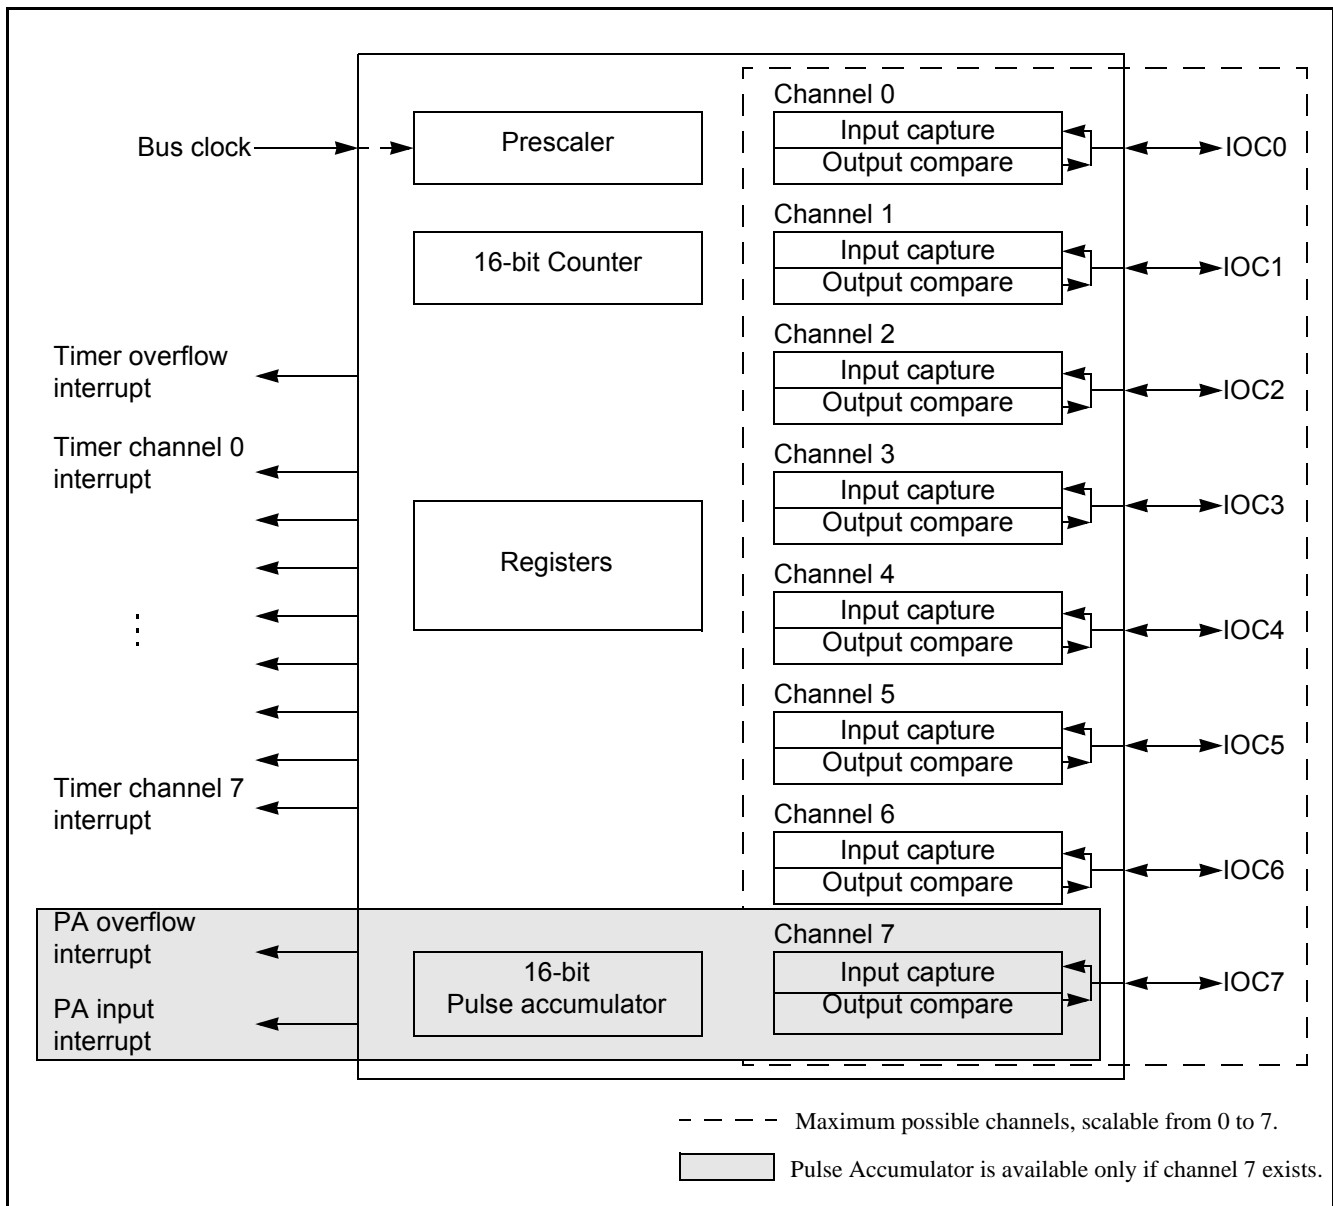 Bus clock
Prescaler
16-bit Counter
Timer overflow
interrupt
Timer channel 0
interrupt
Registers
Timer channel 7
interrupt
PA overflow
interrupt
PA input
interrupt
16-bit
Pulse accumulator
Channel 0
Input capture
Output compare
IOC0
Channel 1
Input capture
Output compare
IOC1
Channel 2
Input capture
Output compare
IOC2
Channel 3
Input capture
Output compare
IOC3
Channel 4
Input capture
Output compare
IOC4
Channel 5
Input capture
Output compare
IOC5
Channel 6
Input capture
Output compare
IOC6
Channel 7
Input capture
Output compare
IOC7
Maximum possible channels, scalable from 0 to 7.
Pulse Accumulator is available only if channel 7 exists.